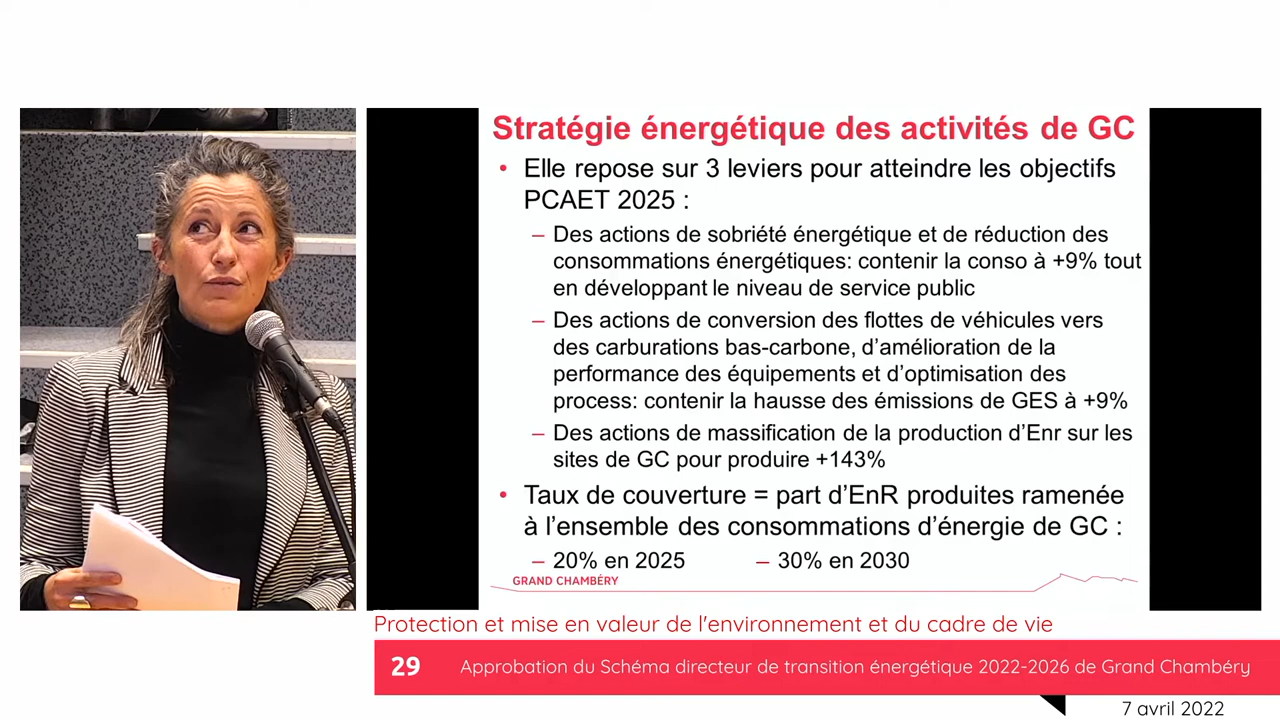 Stratégie énergétique des activités de GC
• Elle repose sur 3 leviers pour atteindre les objectifs
PCAET 2025 :
– Des actions de sobriété énergétique et de réduction des
consommations énergétiques: contenir la conso à +9% tout
en développant le niveau de service public
– Des actions de conversion des flottes de véhicules vers
des carburations bas-carbone, d’amélioration de la
performance des équipements et d’optimisation des
process: contenir la hausse des émissions de GES à +9%
– Des actions de massification de la production d’Enr sur les
sites de GC pour produire +143%
• Taux de couverture = part d’EnR produites ramenée
à l’ensemble des consommations d’énergie de GC :
– 20% en 2025 – 30% en 2030
GRAND CHAMBÉRY
Protection et mise en valeur de l'environnement et du cadre de vie
29 Approbation du Schéma directeur de transition énergétique 2022-2026 de Grand Chambéry
7 avril 2022